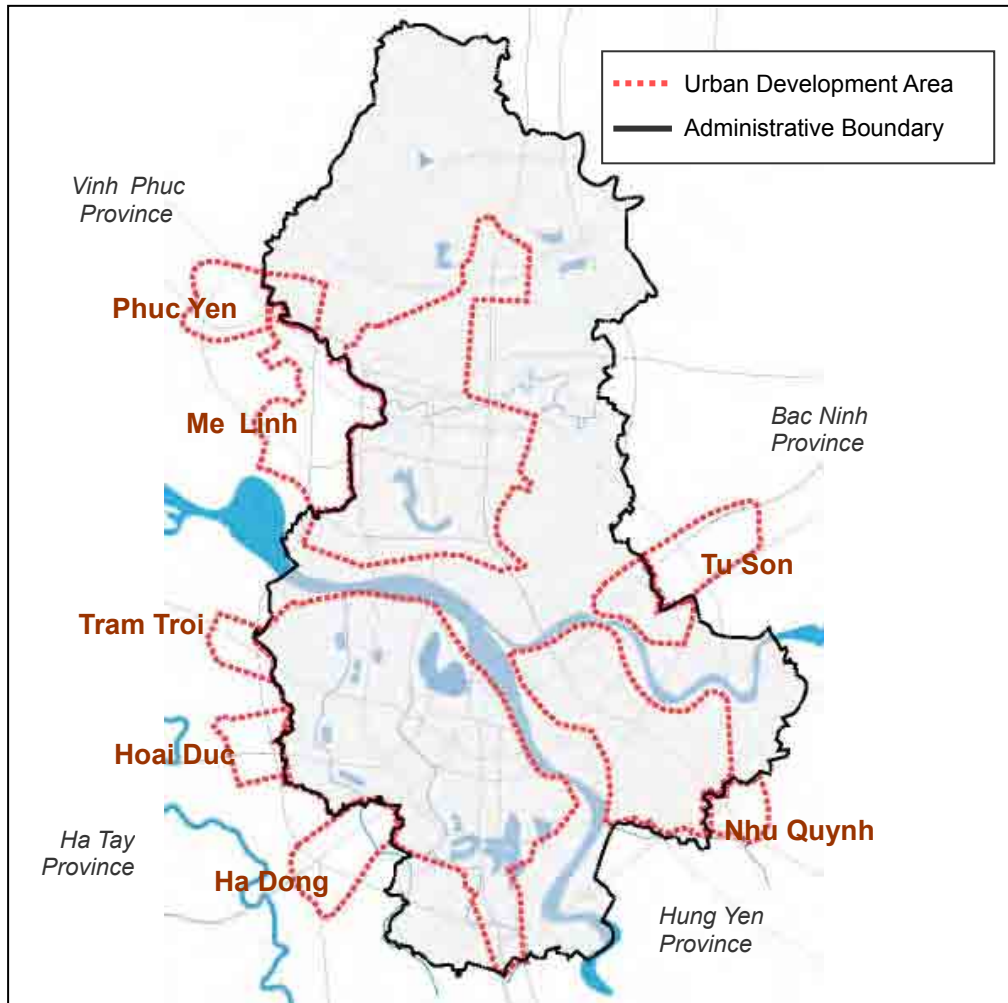 Urban Development Area
Administrative Boundary
Vinh Phuc
Province
Phuc Yen
Me Linh
Bac Ninh
Province
Tu Son
Tram Troi
Hoai Duc
Nhu Quynh
Ha Tay
Province
Ha Dong
Hung Yen
Province